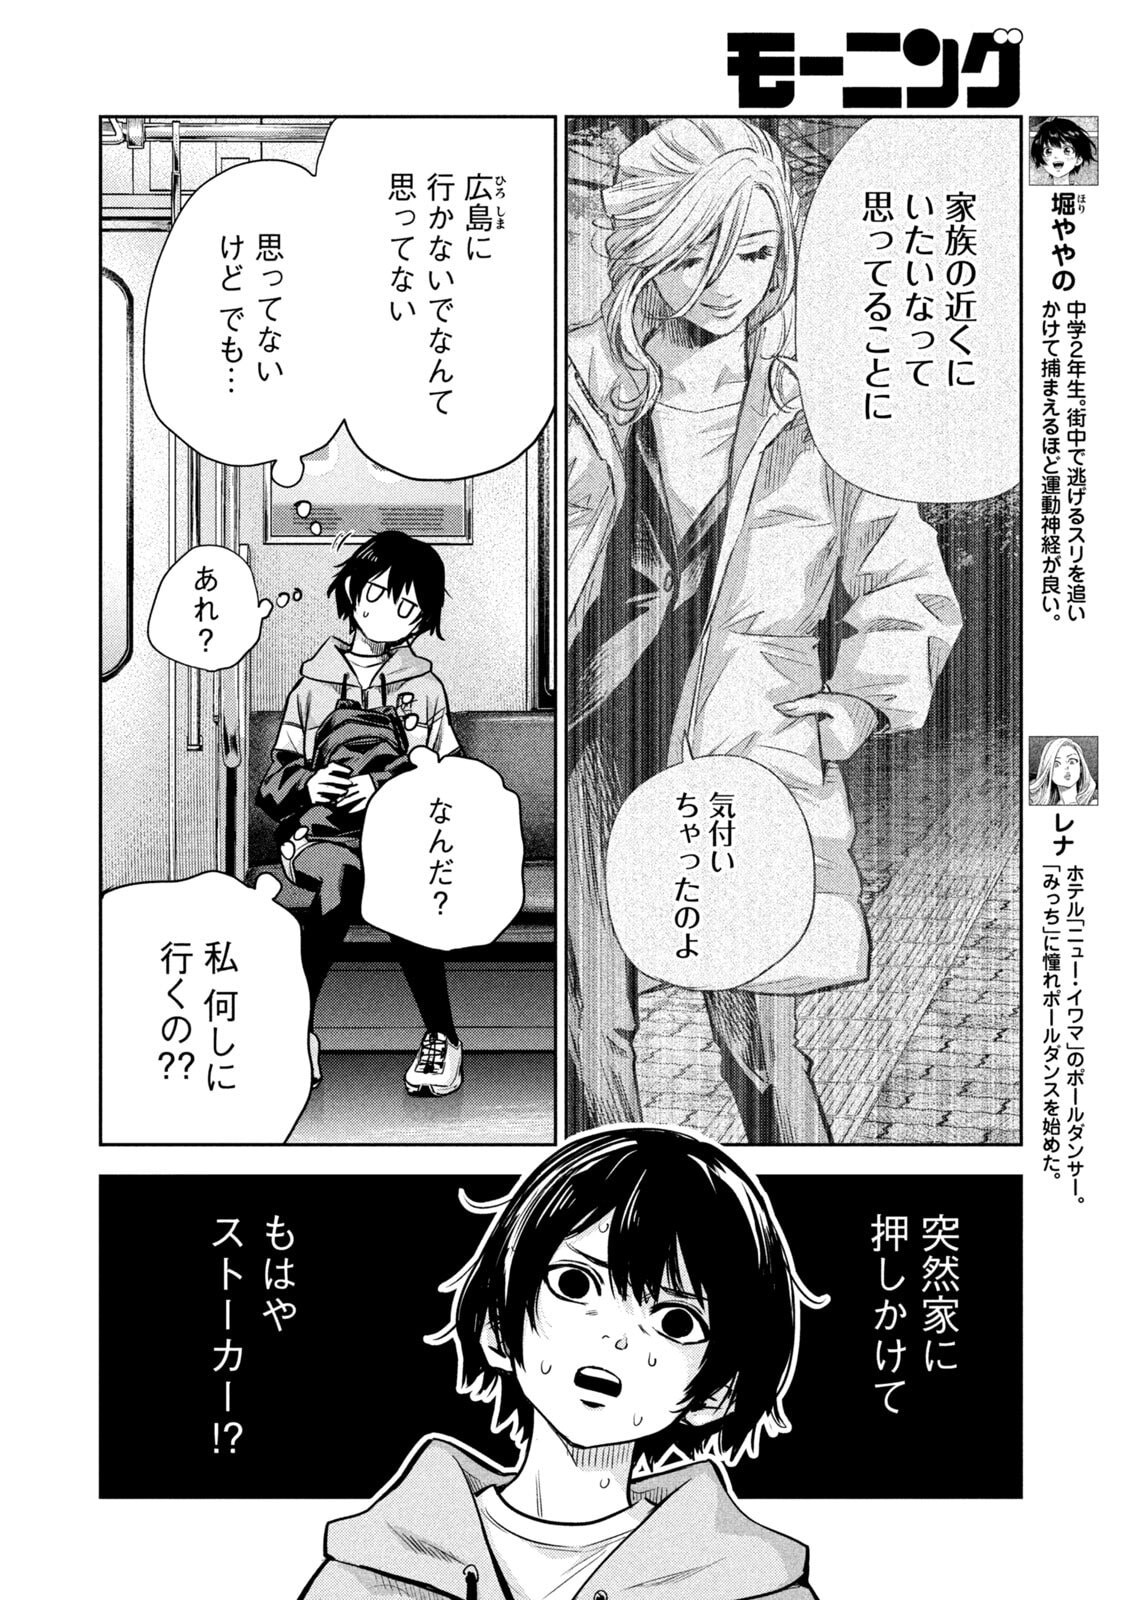 モーニング
堀ややの
ほり
中学2年生。街中で逃げるスリを追い
かけて捕まえるほど運動神経が良い。
レナ
ホテル「ニュー・イワマ」のポールダンサー。
「みっち」に憧れポールダンスを始めた。
家族の近くに
いたいなって
思ってることに
気付い
ちゃったのよ
広島に
ひろしま
行かないでなんて
思ってない
思ってない
けど でも…
あれ?
なんだ?
私 何しに
行くの??
突然家に
押しかけて
もはや
ストーカー!?